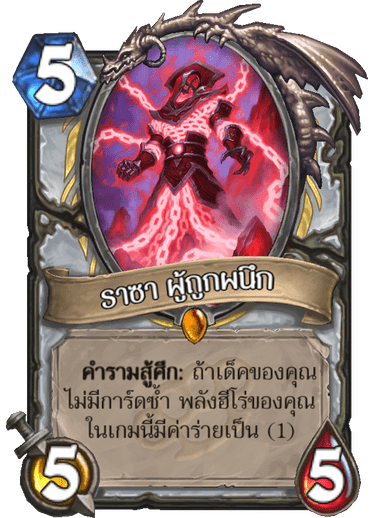 5
ราซา ผู้ถูกผนึก
คำรามสู้ศึก: ถ้าเด็คของคุณ
ไม่มีการ์ดซ้ำ พลังฮีโร่ของคุณ
ในเกมนี้มีค่าร่ายเป็น (1)
5
5